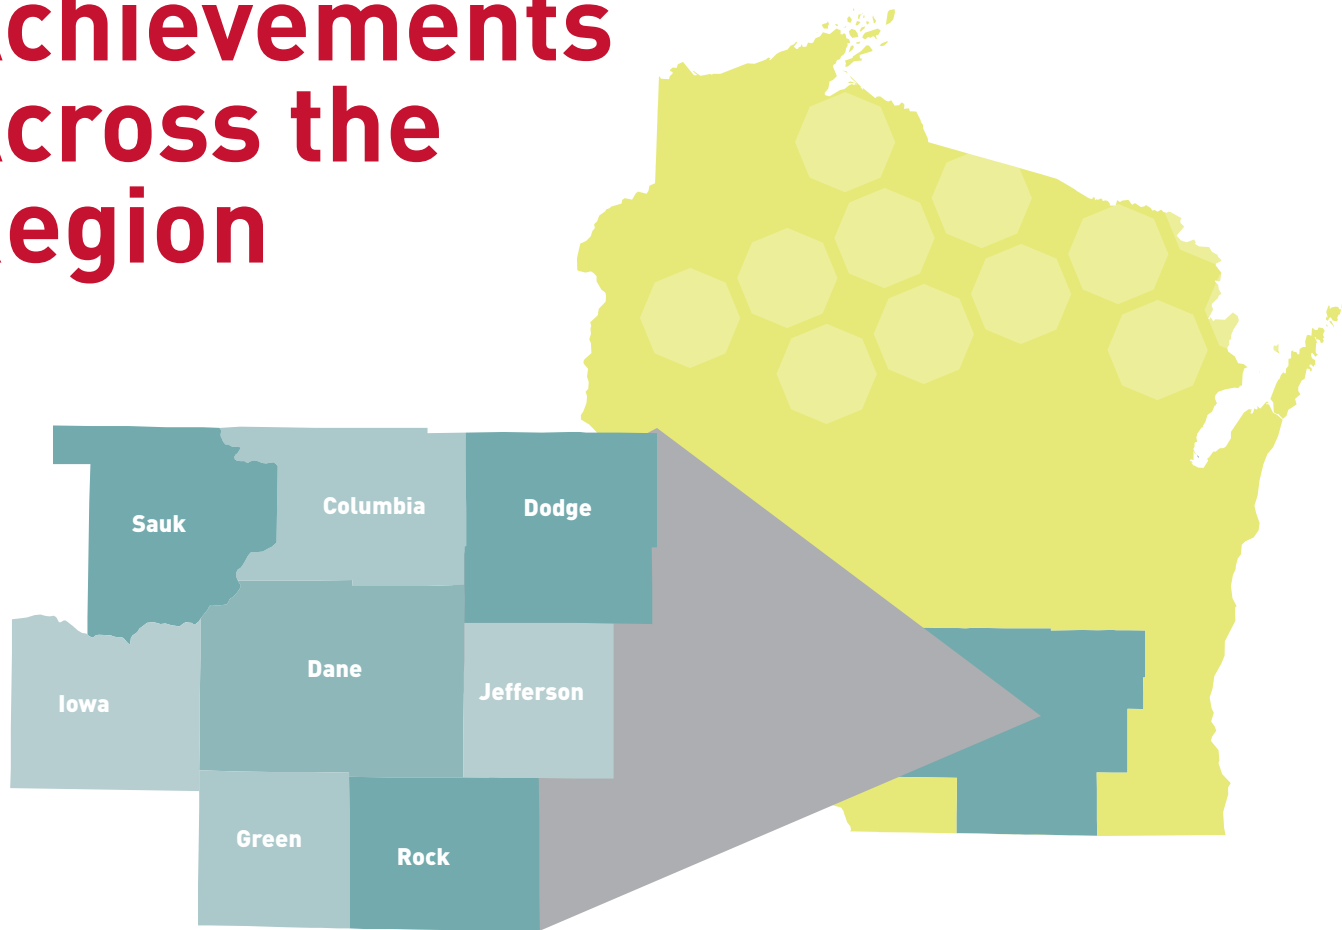 chievements
cross the
egion
Columbia
Dodge
Sauk
Dane
Jefferson
Iowa
Green
Rock